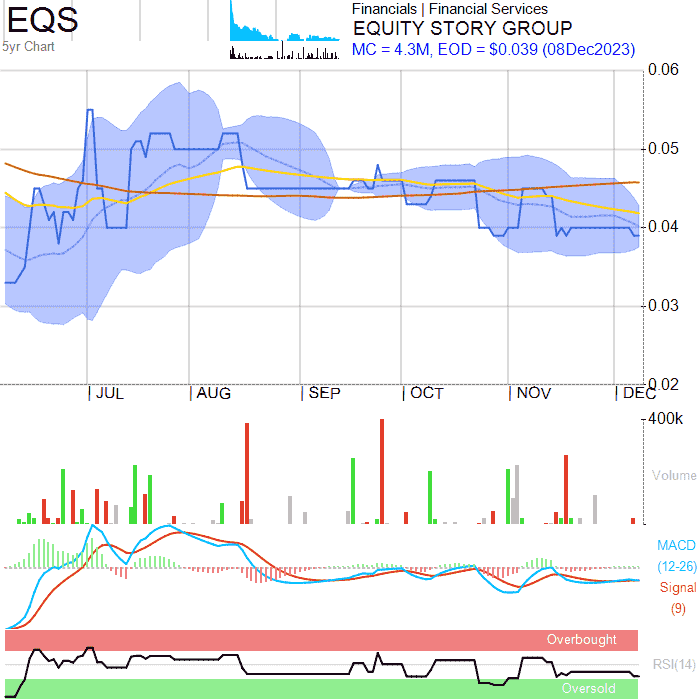 EQS
5yr Chart
Financials | Financial Services
EQUITY STORY GROUP
MC = 4.3M, EOD = $0.039 (08Dec2023)
0.06
0.05
0.04
0.03
0.02
JUL AUG SEP OCT NOV DEC
400k
Volume
MACD
(12-26)
Signal
(9)
Overbought
RSI(14)
Oversold